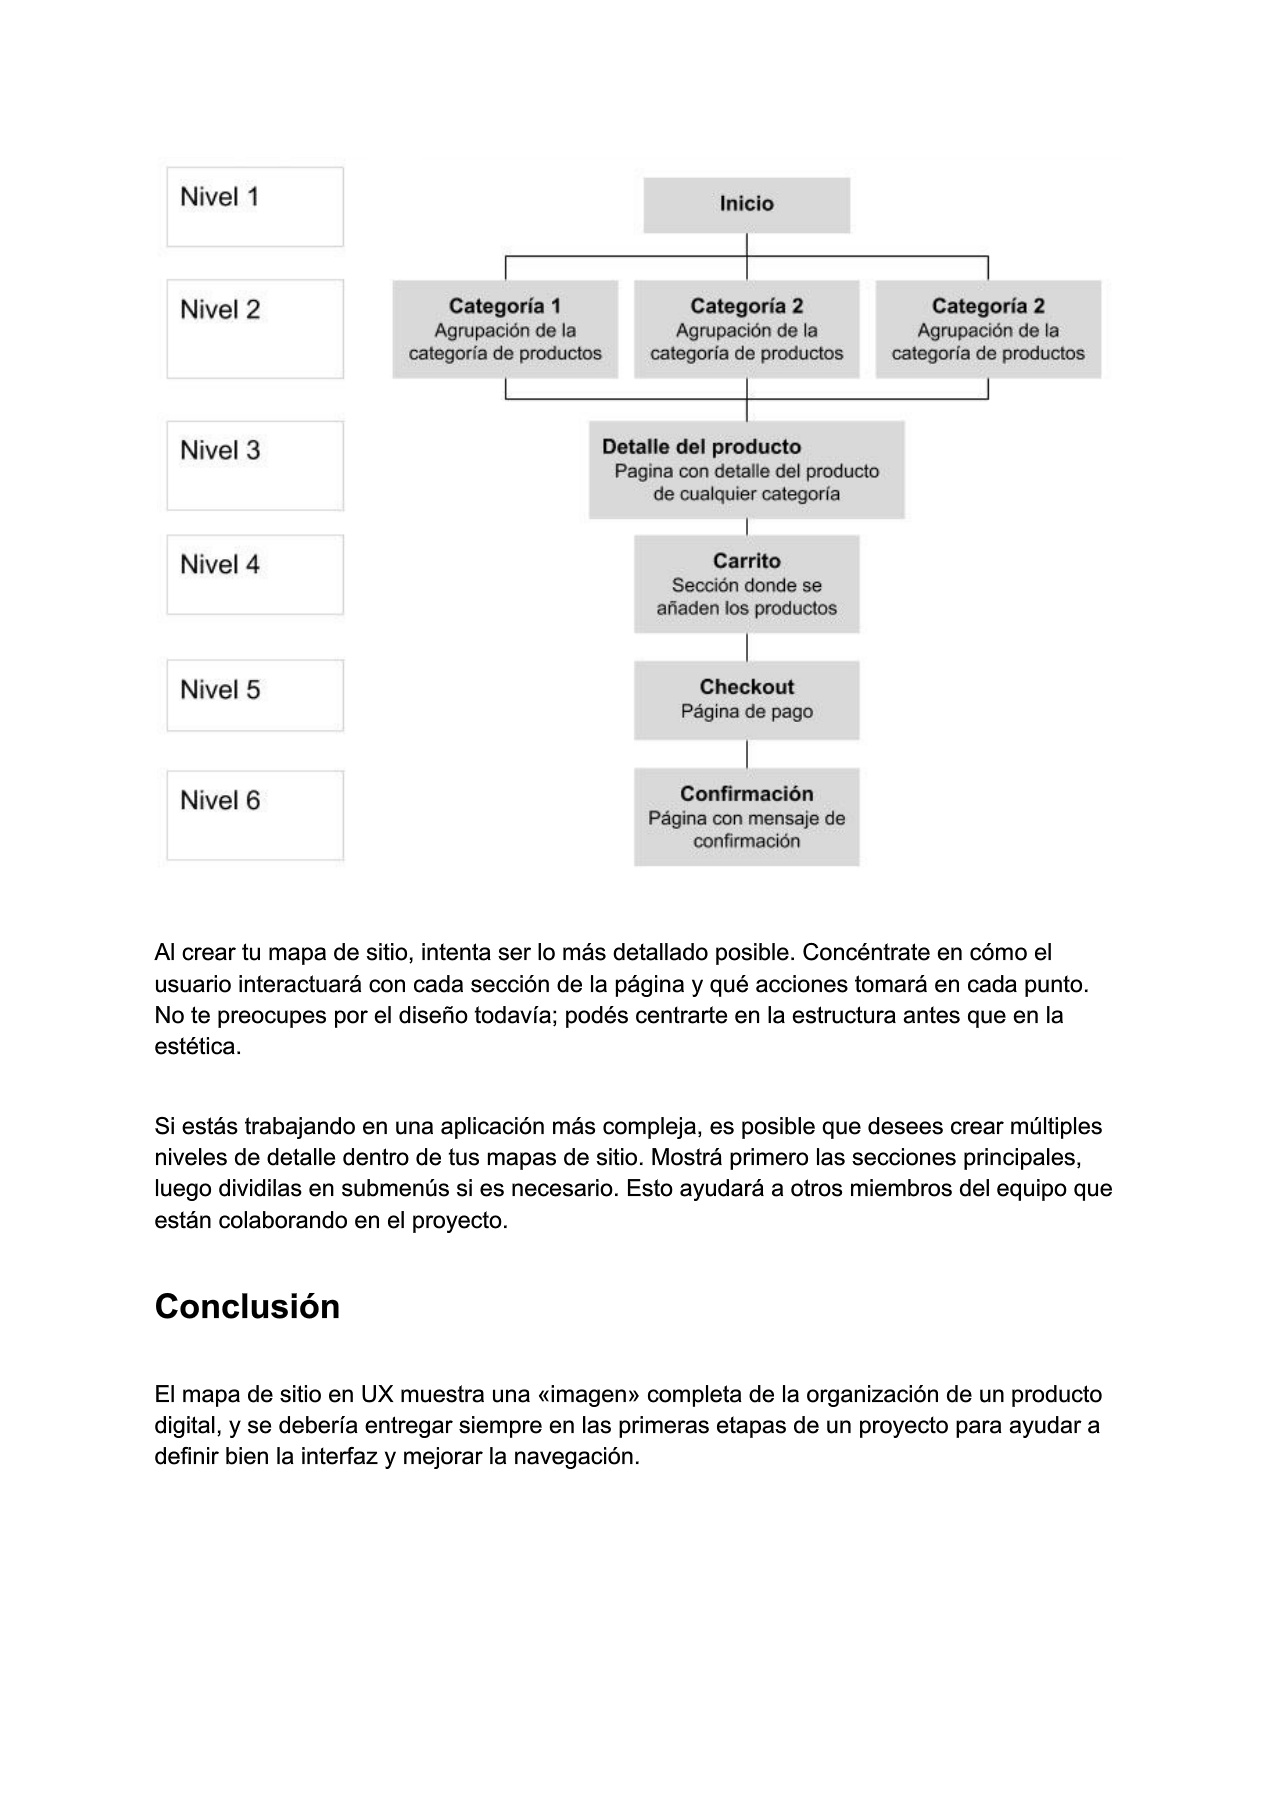 Nivel 1
Inicio
Nivel 2
Categoría 1
Agrupación de la
categoría de productos
Categoría 2
Agrupación de la
categoría de productos
Categoría 2
Agrupación de la
categoría de productos
Nivel 3
Detalle del producto
Pagina con detalle del producto
de cualquier categoría
Nivel 4
Carrito
Sección donde se
añaden los productos
Nivel 5
Checkout
Página de pago
Nivel 6
Confirmación
Página con mensaje de
confirmación
Al crear tu mapa de sitio, intenta ser lo más detallado posible. Concéntrate en cómo el
usuario interactuará con cada sección de la página y qué acciones tomará en cada punto.
No te preocupes por el diseño todavía; podés centrarte en la estructura antes que en la
estética.
Si estás trabajando en una aplicación más compleja, es posible que desees crear múltiples
niveles de detalle dentro de tus mapas de sitio. Mostrá primero las secciones principales,
luego dividilas en submenús si es necesario. Esto ayudará a otros miembros del equipo que
están colaborando en el proyecto.
Conclusión
El mapa de sitio en UX muestra una «imagen» completa de la organización de un producto
digital, y se debería entregar siempre en las primeras etapas de un proyecto para ayudar a
definir bien la interfaz y mejorar la navegación.